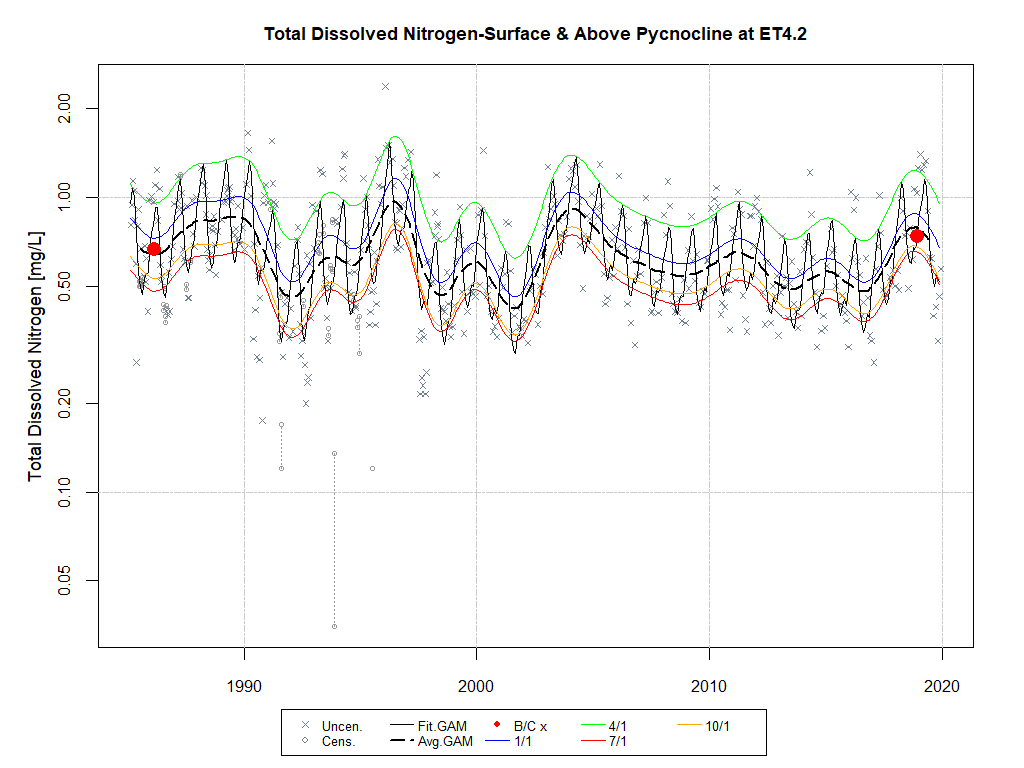 Total Dissolved Nitrogen-Surface & Above Pycnocline at ET4.2
Total Dissolved Nitrogen [mg/L]
2.00
1.00
0.50
0.20
0.10
0.05
1990 2000 2010 2020
Uncen. Fit.GAM B/C x 4/1 10/1
Cens. Avg.GAM 1/1 7/1